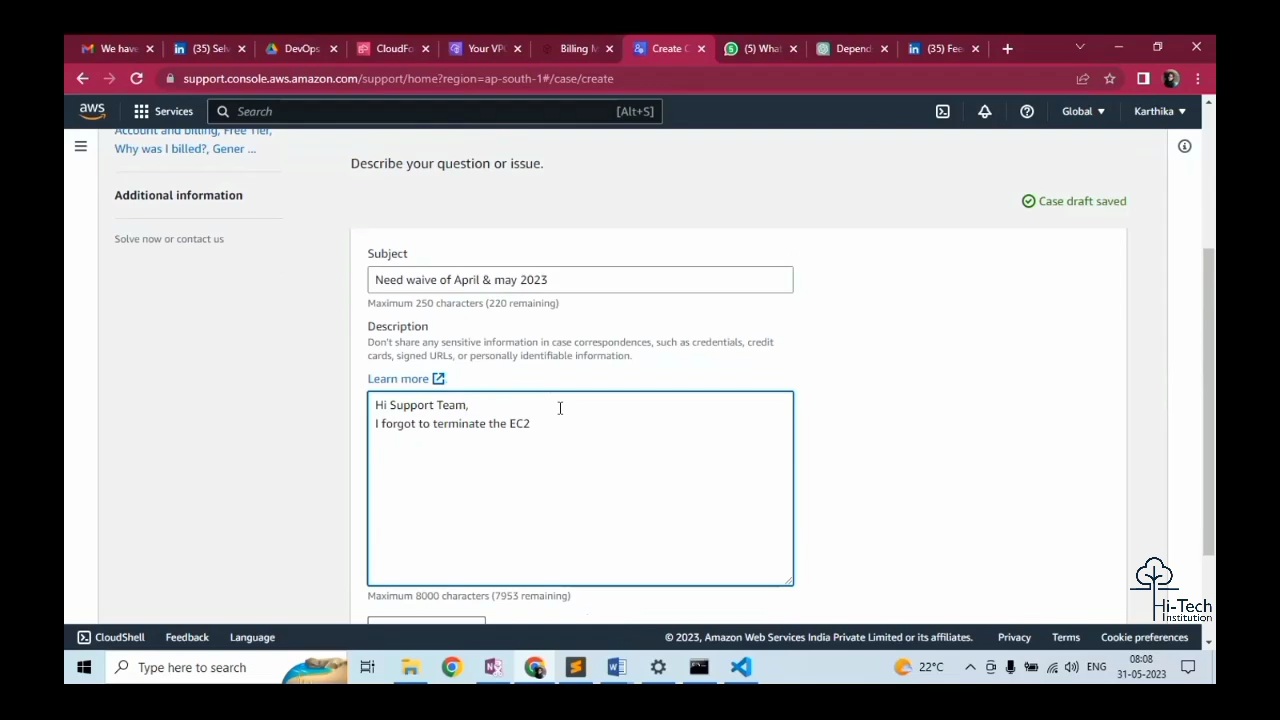 We have
(35) Sel
DevOps
CloudFo
Your VP
Billing M
Create C
(5) What
Depend
(35) Fee
support.console.aws.amazon.com/support/home?region=ap-south-1#/case/create
aws
Services
Search
[Alt+S]
Global
Karthika
Account and billing, Free Tier,
Why was I billed?, Gener ...
Additional information
Solve now or contact us
Describe your question or issue.
Case draft saved
Subject
Need waive of April & may 2023
Maximum 250 characters (220 remaining)
Description
Don't share any sensitive information in case correspondences, such as credentials, credit
cards, signed URLs, or personally identifiable information.
Learn more
Hi Support Team,
I forgot to terminate the EC2
Maximum 8000 characters (7953 remaining)
Hi-Tech
Institution
CloudShell
Feedback
Language
© 2023, Amazon Web Services India Private Limited or its affiliates.
Privacy
Terms
Cookie preferences
Type here to search
22°C
ENG
08:08
31-05-2023